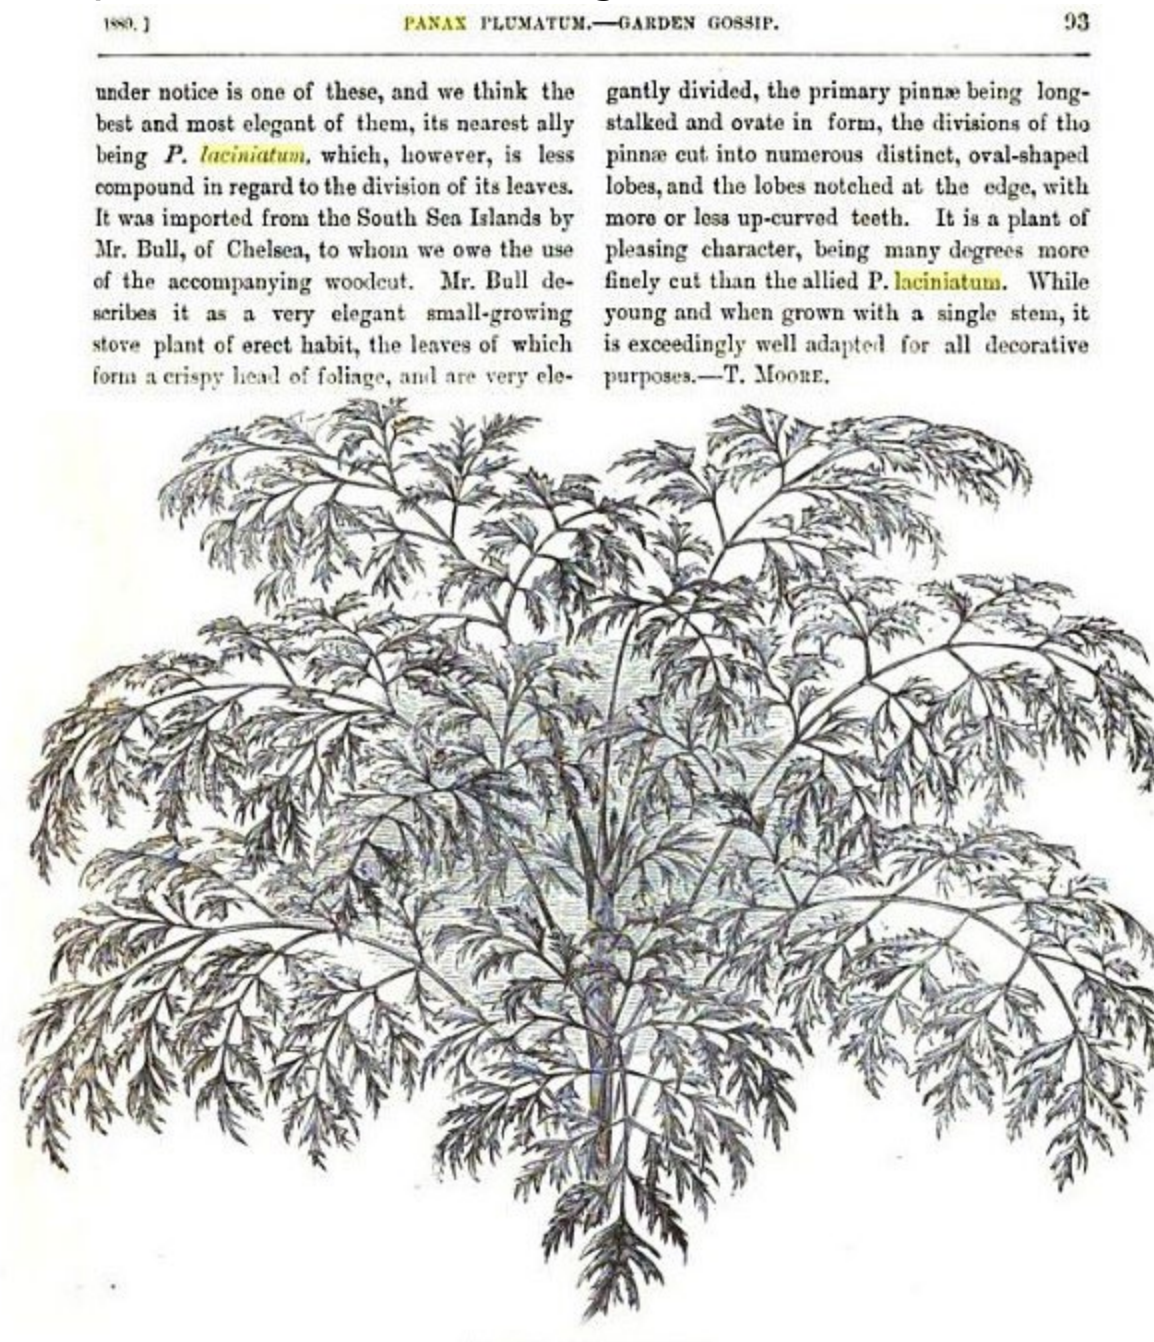 1880. ]
PANAX PLUMATUM.—GARDEN GOSSIP.
93
under notice is one of these, and we think the
best and most elegant of them, its nearest ally
being P. laciniatum, which, however, is less
compound in regard to the division of its leaves.
It was imported from the South Sea Islands by
Mr. Bull, of Chelsea, to whom we owe the use
of the accompanying woodcut. Mr. Bull de-
scribes it as a very elegant small-growing
stove plant of erect habit, the leaves of which
form a crispy head of foliage, and are very ele-
gantly divided, the primary pinnæ being long-
stalked and ovate in form, the divisions of the
pinnæ cut into numerous distinct, oval-shaped
lobes, and the lobes notched at the edge, with
more or less up-curved teeth. It is a plant of
pleasing character, being many degrees more
finely cut than the allied P. laciniatum. While
young and when grown with a single stem, it
is exceedingly well adapted for all decorative
purposes.—T. MOORE.